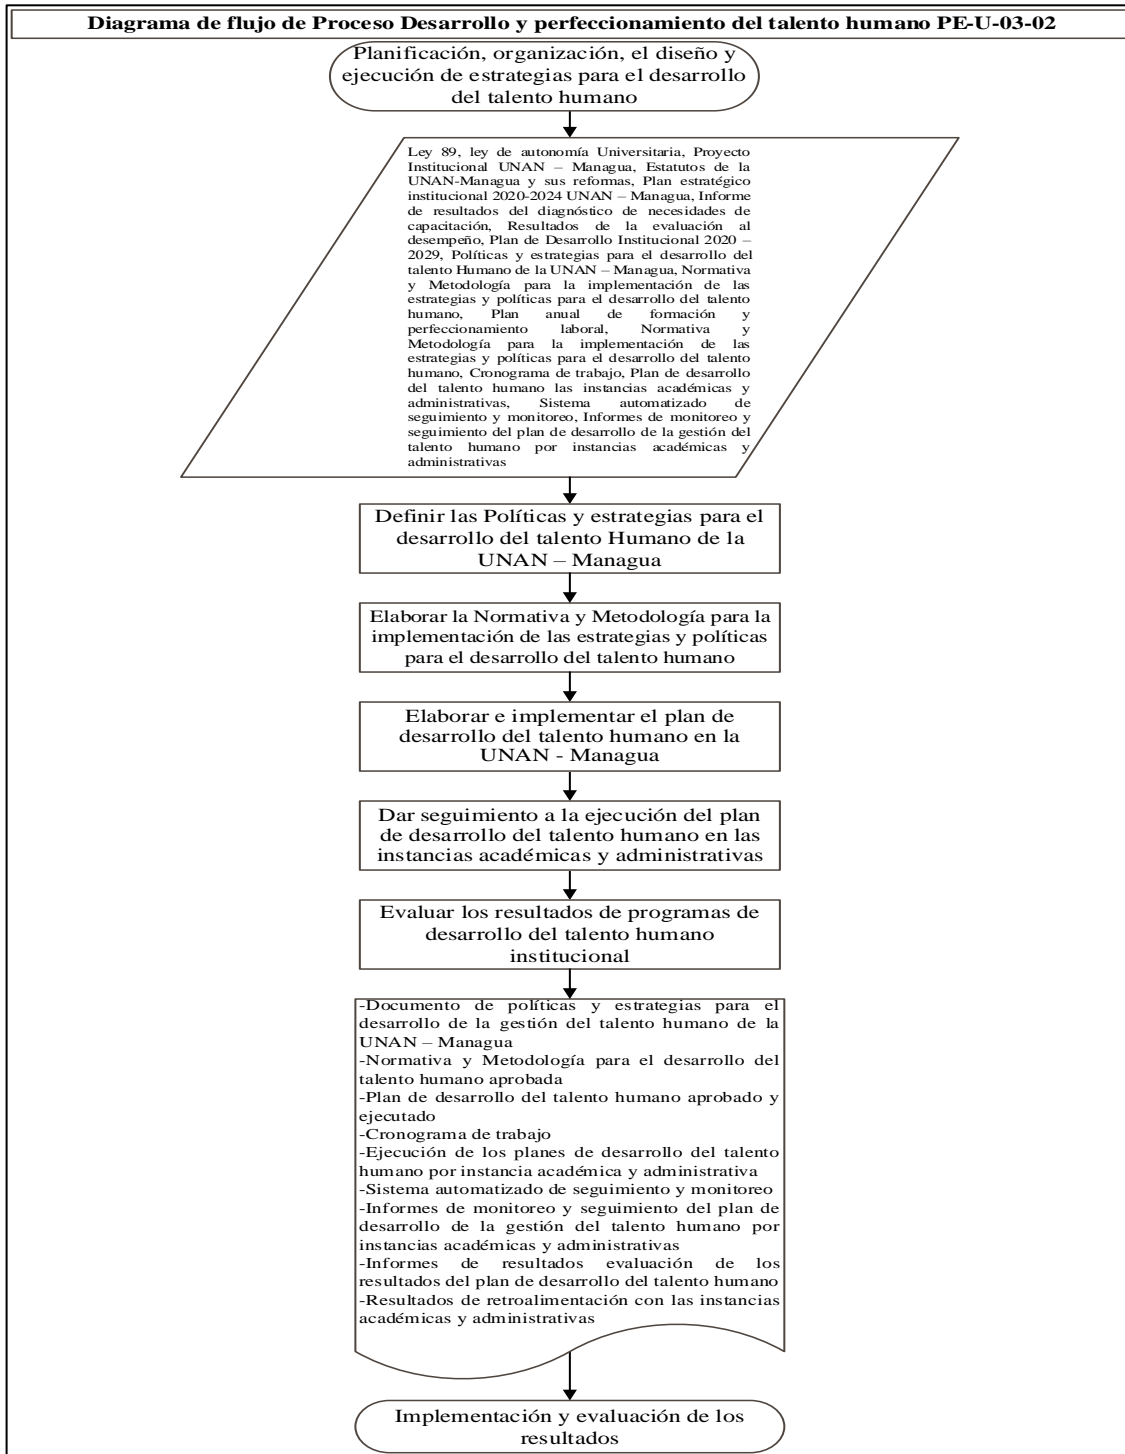 Diagrama de flujo de Proceso Desarrollo y perfeccionamiento del talento humano PE-U-03-02
Planificación, organización, el diseño y
ejecución de estrategias para el desarrollo
del talento humano
Ley 89, ley de autonomía Universitaria, Proyecto
Institucional UNAN – Managua, Estatutos de la
UNAN-Managua y sus reformas, Plan estratégico
institucional 2020-2024 UNAN – Managua, Informe
de resultados del diagnóstico de necesidades de
capacitación, Resultados de la evaluación al
desempeño, Plan de Desarrollo Institucional 2020 –
2029, Políticas y estrategias para el desarrollo del
talento Humano de la UNAN – Managua, Normativa
y Metodología para la implementación de las
estrategias y políticas para el desarrollo del talento
humano, Plan anual de formación y
perfeccionamiento laboral, Normativa y
Metodología para la implementación de las
estrategias y políticas para el desarrollo del talento
humano, Cronograma de trabajo, Plan de desarrollo
del talento humano las instancias académicas y
administrativas, Sistema automatizado de
seguimiento y monitoreo, Informes de monitoreo y
seguimiento del plan de desarrollo de la gestión del
talento humano por instancias académicas y
administrativas
Definir las Políticas y estrategias para el
desarrollo del talento Humano de la
UNAN – Managua
Elaborar la Normativa y Metodología para la
implementación de las estrategias y políticas
para el desarrollo del talento humano
Elaborar e implementar el plan de
desarrollo del talento humano en la
UNAN - Managua
Dar seguimiento a la ejecución del plan
de desarrollo del talento humano en las
instancias académicas y administrativas
Evaluar los resultados de programas de
desarrollo del talento humano
institucional
-Documento de políticas y estrategias para el
desarrollo de la gestión del talento humano de la
UNAN – Managua
-Normativa y Metodología para el desarrollo del
talento humano aprobada
-Plan de desarrollo del talento humano aprobado y
ejecutado
-Cronograma de trabajo
-Ejecución de los planes de desarrollo del talento
humano por instancia académica y administrativa
-Sistema automatizado de seguimiento y monitoreo
-Informes de monitoreo y seguimiento del plan de
desarrollo de la gestión del talento humano por
instancias académicas y administrativas
-Informes de resultados evaluación de los
resultados del plan de desarrollo del talento humano
-Resultados de retroalimentación con las instancias
académicas y administrativas
Implementación y evaluación de los
resultados